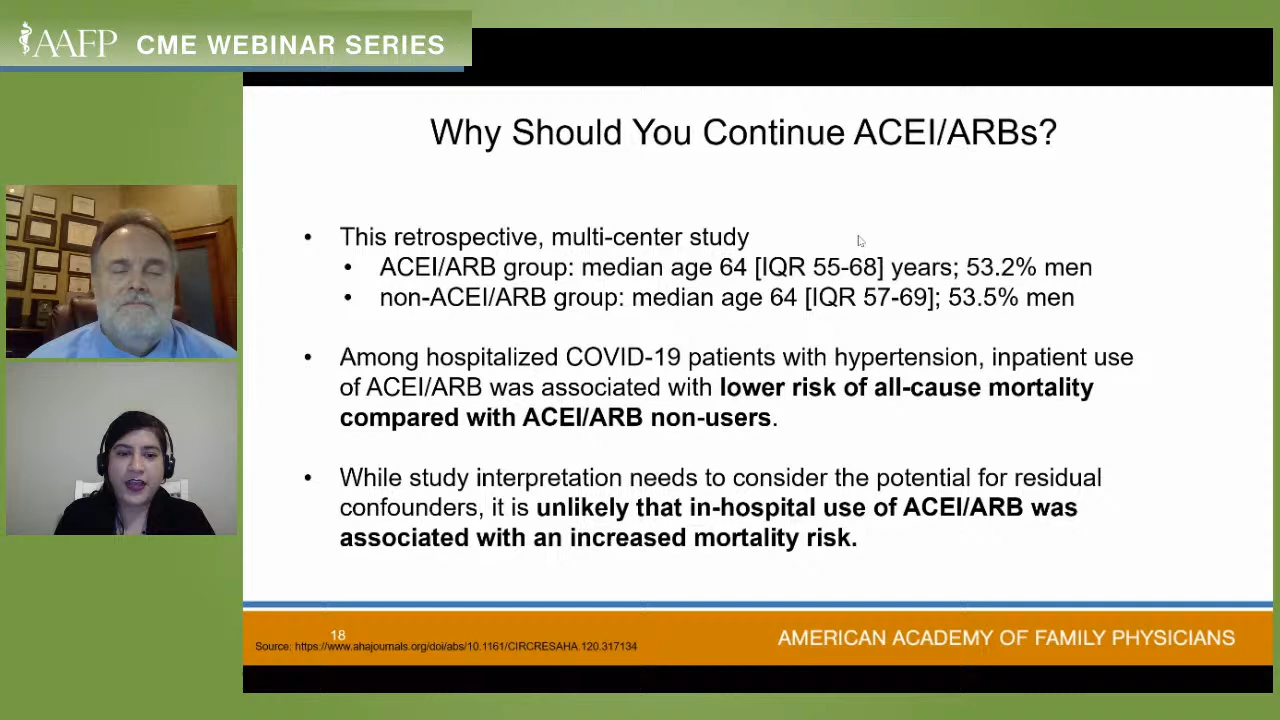 AAFP CME WEBINAR SERIES
Why Should You Continue ACEI/ARBs?
• This retrospective, multi-center study
• ACEI/ARB group: median age 64 [IQR 55-68] years; 53.2% men
• non-ACEI/ARB group: median age 64 [IQR 57-69]; 53.5% men
• Among hospitalized COVID-19 patients with hypertension, inpatient use
of ACEI/ARB was associated with lower risk of all-cause mortality
compared with ACEI/ARB non-users.
• While study interpretation needs to consider the potential for residual
confounders, it is unlikely that in-hospital use of ACEI/ARB was
associated with an increased mortality risk.
18
Source: https://www.ahajournals.org/doi/abs/10.1161/CIRCRESAHA.120.317134
AMERICAN ACADEMY OF FAMILY PHYSICIANS